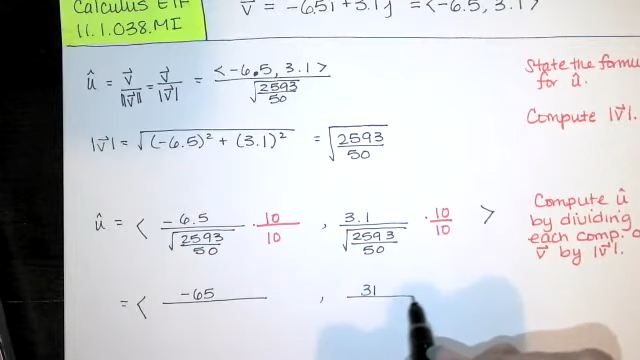 Calculus ETF
11.1.038.MI
v⃗ = −6.5i + 3.1j = <−6.5, 3.1>
û = v⃗/‖v⃗‖ = v⃗/|v⃗| = <−6.5, 3.1>/√(2593/50)
State the formula
for û.
|v⃗| = √((−6.5)² + (3.1)²) = √(2593/50)
Compute |v⃗|.
û = < −6.5/√(2593/50) · 10/10 , 3.1/√(2593/50) · 10/10 >
Compute û
by dividing
each comp. o
v⃗ by |v⃗|.
= < −65 , 31